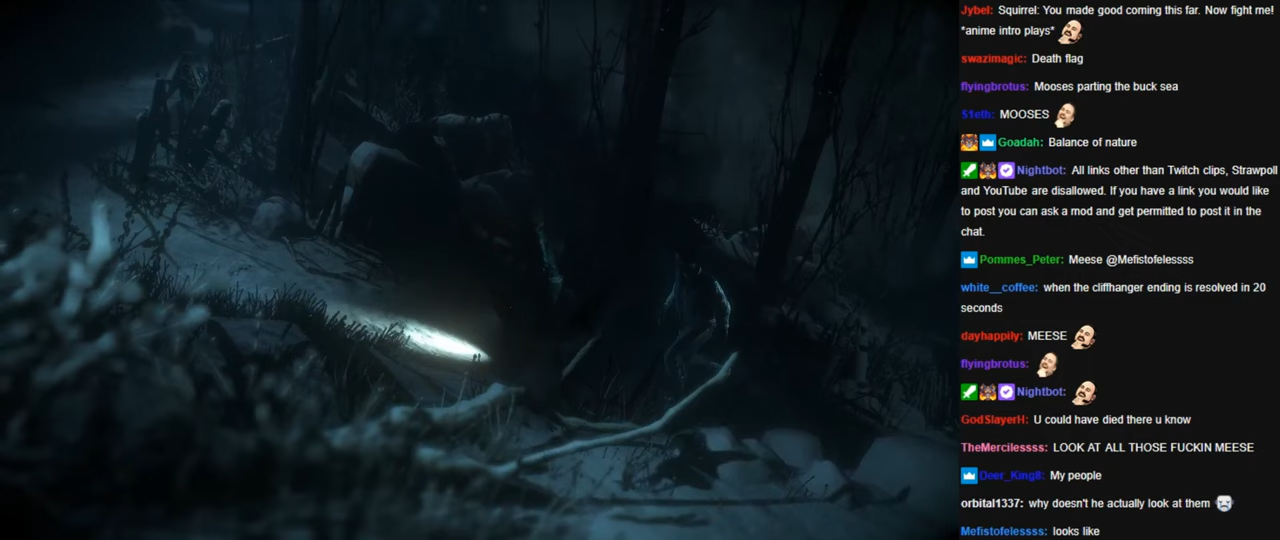 Jybel: Squirrel: You made good coming this far. Now fight me!
*anime intro plays*
swazimagic: Death flag
flyingbrotus: Mooses parting the buck sea
S1eth: MOOSES
Goadah: Balance of nature
Nightbot: All links other than Twitch clips, Strawpoll
and YouTube are disallowed. If you have a link you would like
to post you can ask a mod and get permitted to post it in the
chat.
Pommes_Peter: Meese @Mefistofelessss
white__coffee: when the cliffhanger ending is resolved in 20
seconds
dayhappily: MEESE
flyingbrotus:
Nightbot:
GodSlayerH: U could have died there u know
TheMercilessss: LOOK AT ALL THOSE FUCKIN MEESE
Deer_King8: My people
orbital1337: why doesn't he actually look at them
Mefistofelessss: looks like